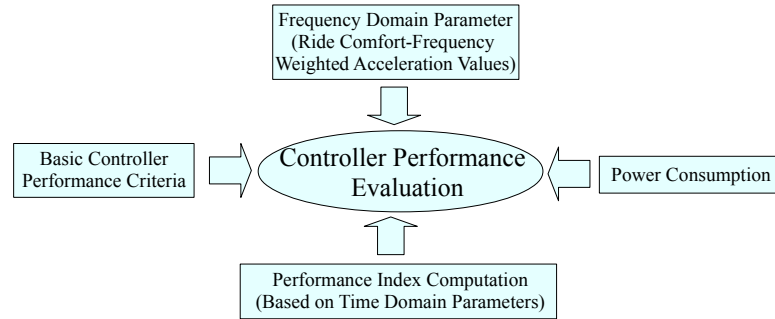 Frequency Domain Parameter
(Ride Comfort-Frequency
Weighted Acceleration Values)
Basic Controller
Performance Criteria
Controller Performance
Evaluation
Power Consumption
Performance Index Computation
(Based on Time Domain Parameters)